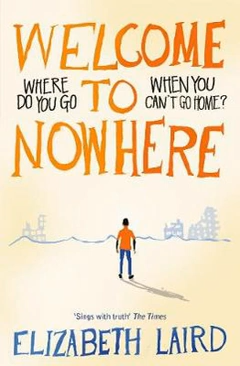 WELCOME
WHERE DO YOU GO
TO
WHEN YOU CAN'T GO HOME?
NOWHERE
'Sings with truth' The Times
ELIZABETH LAIRD